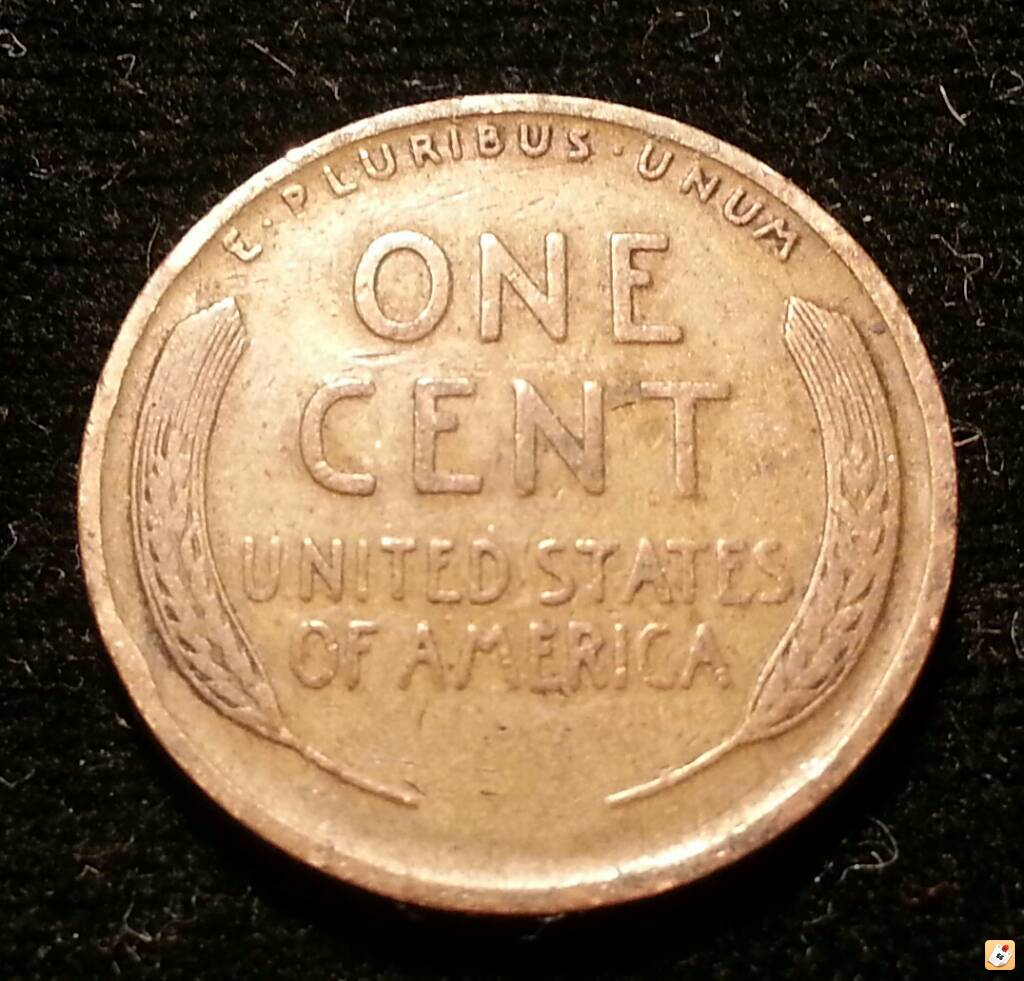 E·PLURIBUS·UNUM
ONE
CENT
UNITED STATES
OF AMERICA